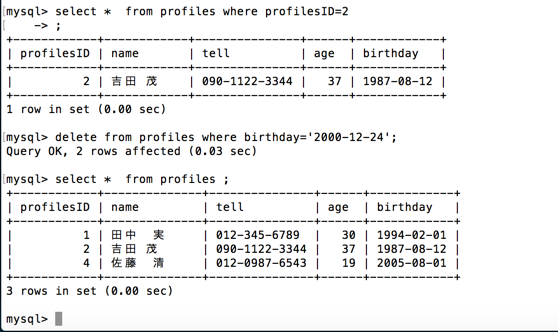 mysql> select *  from profiles where profilesID=2
    -> ;
+------------+-----------+---------------+------+------------+
| profilesID | name      | tell          | age  | birthday   |
+------------+-----------+---------------+------+------------+
|          2 | 吉田 茂   | 090-1122-3344 |   37 | 1987-08-12 |
+------------+-----------+---------------+------+------------+
1 row in set (0.00 sec)
mysql> delete from profiles where birthday='2000-12-24';
Query OK, 2 rows affected (0.03 sec)
mysql> select *  from profiles ;
+------------+-------------+---------------+------+------------+
| profilesID | name        | tell          | age  | birthday   |
+------------+-------------+---------------+------+------------+
|          1 | 田中　実    | 012-345-6789  |   30 | 1994-02-01 |
|          2 | 吉田 茂     | 090-1122-3344 |   37 | 1987-08-12 |
|          4 | 佐藤　清    | 012-0987-6543 |   19 | 2005-08-01 |
+------------+-------------+---------------+------+------------+
3 rows in set (0.00 sec)
mysql>